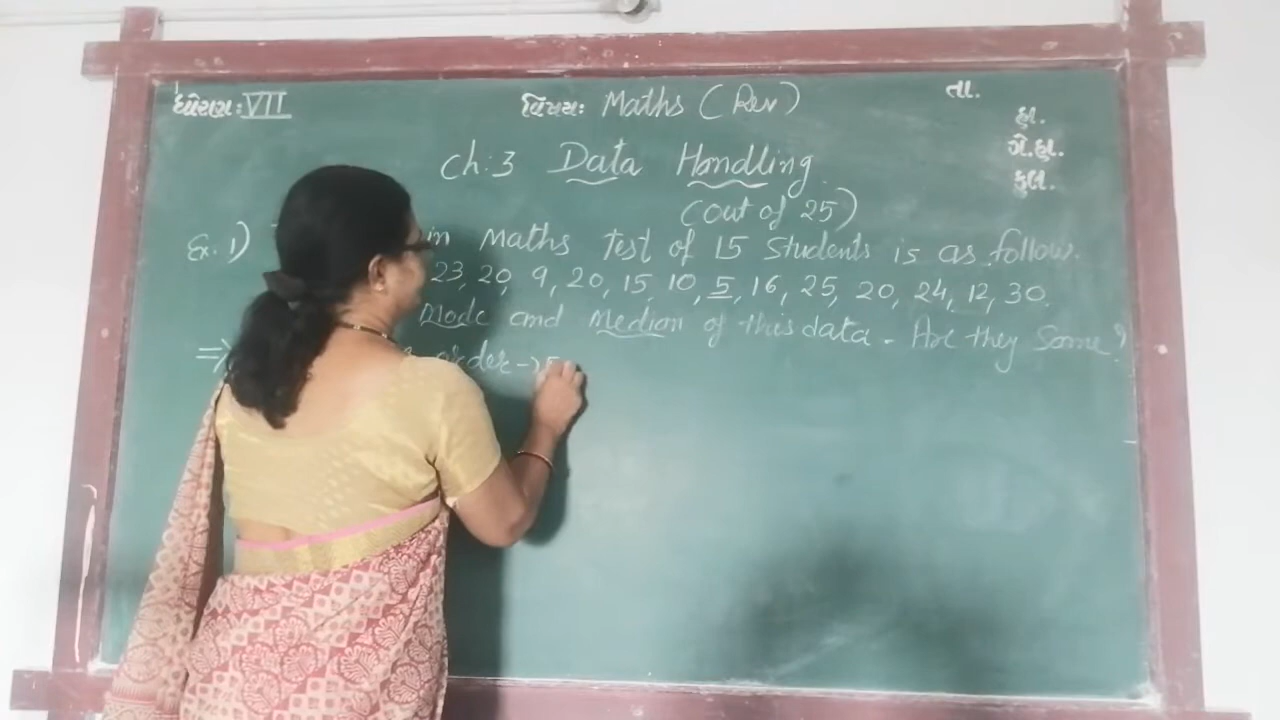 ધોરણ: VII વિષય: Maths (Rev) તા.
હા.
ગે.હા.
કુલ.
Ch:3 Data Handling
(Out of 25)
Ex. 1) in Maths Test of 15 Students is as follow.
23, 20, 9, 20, 15, 10, 5, 16, 25, 20, 24, 12, 30.
Mode and Median of this data. Are they Same?
⇒ order → 5